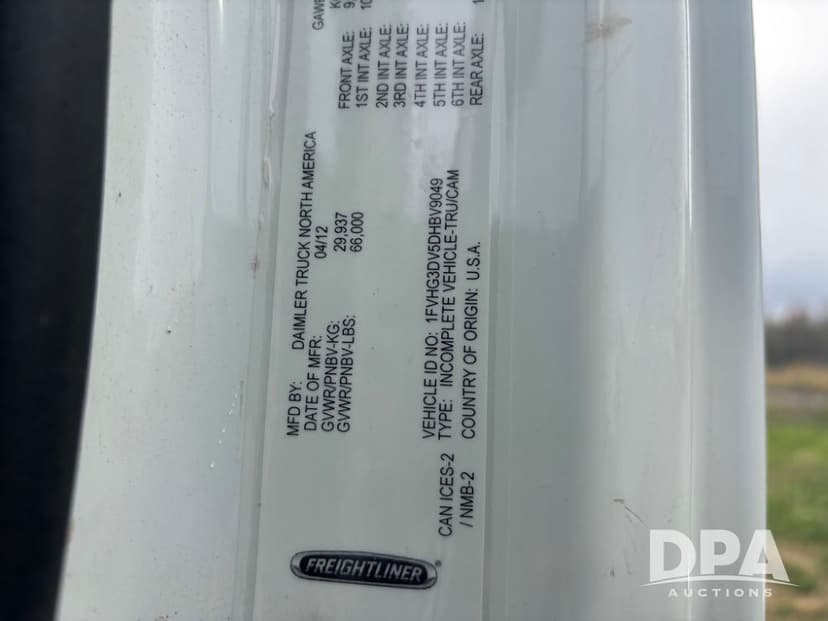 MFD BY: DAIMLER TRUCK NORTH AMERICA
DATE OF MFR: 04/12
GVWR/PNBV-KG: 29,937
GVWR/PNBV-LBS: 66,000
FRONT AXLE:
1ST INT AXLE:
2ND INT AXLE:
3RD INT AXLE:
4TH INT AXLE:
5TH INT AXLE:
6TH INT AXLE:
REAR AXLE:
VEHICLE ID NO: 1FVHG3DV5DHBV9049
TYPE: INCOMPLETE VEHICLE-TRU/CAM
COUNTRY OF ORIGIN: U.S.A.
CAN ICES-2
/ NMB-2
FREIGHTLINER
DPA
AUCTIONS